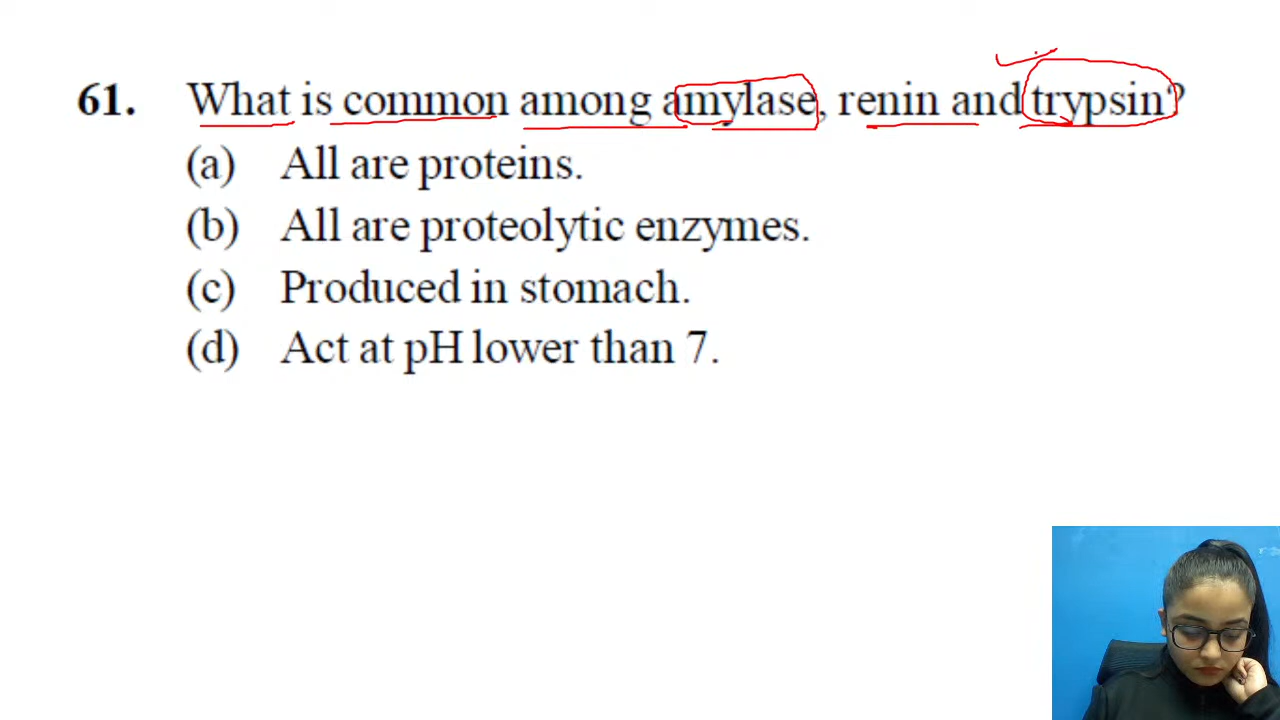 61. What is common among amylase, renin and trypsin?
(a) All are proteins.
(b) All are proteolytic enzymes.
(c) Produced in stomach.
(d) Act at pH lower than 7.